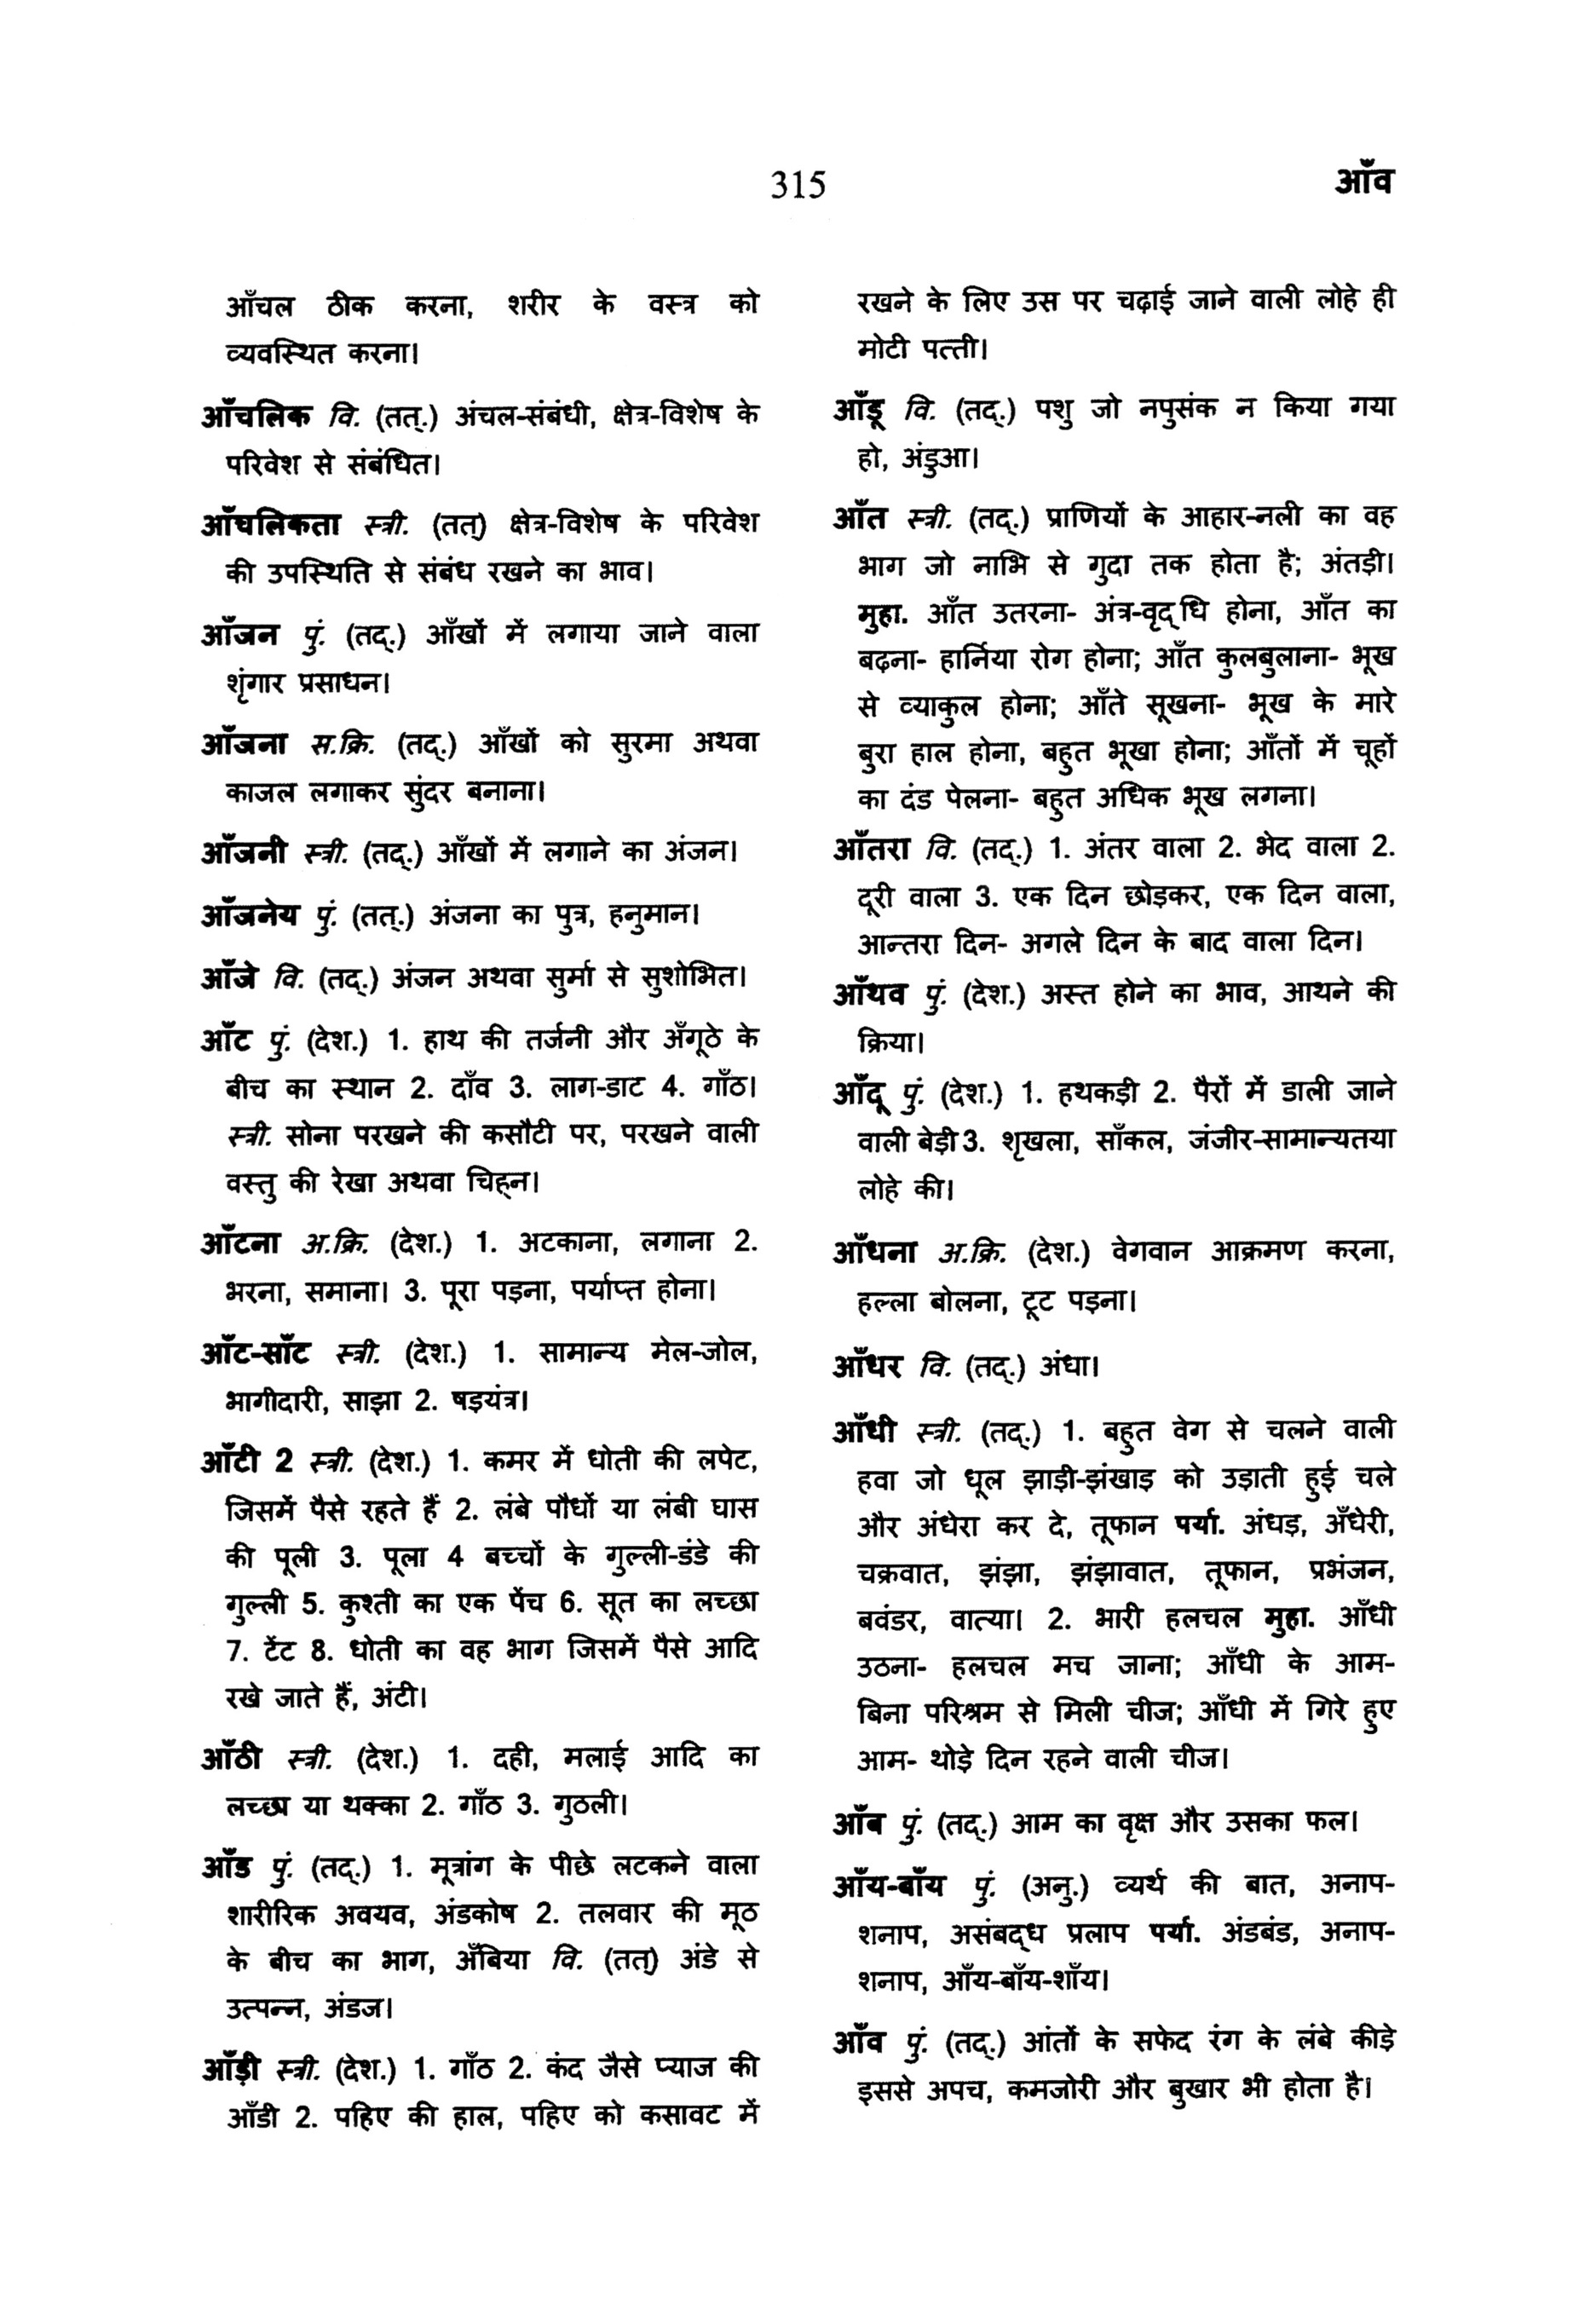 315
आँव
आँचल ठीक करना, शरीर के वस्त्र को
व्यवस्थित करना।
आँचलिक वि. (तत्.) अंचल-संबंधी, क्षेत्र-विशेष के
परिवेश से संबंधित।
आँचलिकता स्त्री. (तत्) क्षेत्र-विशेष के परिवेश
की उपस्थिति से संबंध रखने का भाव।
आँजन पुं. (तद्.) आँखों में लगाया जाने वाला
शृंगार प्रसाधन।
आँजना स.क्रि. (तद्.) आँखों को सुरमा अथवा
काजल लगाकर सुंदर बनाना।
आँजनी स्त्री. (तद्.) आँखों में लगाने का अंजन।
आँजनेय पुं. (तत्.) अंजना का पुत्र, हनुमान।
आँजे वि. (तद्.) अंजन अथवा सुर्मा से सुशोभित।
आँट पुं. (देश.) 1. हाथ की तर्जनी और अँगूठे के
बीच का स्थान 2. दाँव 3. लाग-डाट 4. गाँठ।
स्त्री. सोना परखने की कसौटी पर, परखने वाली
वस्तु की रेखा अथवा चिह्न।
आँटना अ.क्रि. (देश.) 1. अटकाना, लगाना 2.
भरना, समाना। 3. पूरा पड़ना, पर्याप्त होना।
आँट-साँट स्त्री. (देश.) 1. सामान्य मेल-जोल,
भागीदारी, साझा 2. षड्यंत्र।
आँटी 2 स्त्री. (देश.) 1. कमर में धोती की लपेट,
जिसमें पैसे रहते हैं 2. लंबे पौधों या लंबी घास
की पूली 3. पूला 4 बच्चों के गुल्ली-डंडे की
गुल्ली 5. कुश्ती का एक पेंच 6. सूत का लच्छा
7. टेंट 8. धोती का वह भाग जिसमें पैसे आदि
रखे जाते हैं, अंटी।
आँठी स्त्री. (देश.) 1. दही, मलाई आदि का
लच्छा या थक्का 2. गाँठ 3. गुठली।
आँड पुं. (तद्.) 1. मूत्रांग के पीछे लटकने वाला
शारीरिक अवयव, अंडकोष 2. तलवार की मूठ
के बीच का भाग, अँबिया वि. (तत्) अंडे से
उत्पन्न, अंडज।
आँड़ी स्त्री. (देश.) 1. गाँठ 2. कंद जैसे प्याज की
आँडी 2. पहिए की हाल, पहिए को कसावट में
रखने के लिए उस पर चढ़ाई जाने वाली लोहे ही
मोटी पत्ती।
आँडू वि. (तद्.) पशु जो नपुसंक न किया गया
हो, अंडुआ।
आँत स्त्री. (तद्.) प्राणियों के आहार-नली का वह
भाग जो नाभि से गुदा तक होता है; अंतड़ी।
मुहा. आँत उतरना- अंत्र-वृद्‌धि होना, आँत का
बढ़ना- हार्निया रोग होना; आँत कुलबुलाना- भूख
से व्याकुल होना; आँते सूखना- भूख के मारे
बुरा हाल होना, बहुत भूखा होना; आँतों में चूहों
का दंड पेलना- बहुत अधिक भूख लगना।
आँतरा वि. (तद्.) 1. अंतर वाला 2. भेद वाला 2.
दूरी वाला 3. एक दिन छोड़कर, एक दिन वाला,
आन्तरा दिन- अगले दिन के बाद वाला दिन।
आँथव पुं. (देश.) अस्त होने का भाव, आथने की
क्रिया।
आँदू पुं. (देश.) 1. हथकड़ी 2. पैरों में डाली जाने
वाली बेड़ी 3. शृखला, साँकल, जंजीर-सामान्यतया
लोहे की।
आँधना अ.क्रि. (देश.) वेगवान आक्रमण करना,
हल्ला बोलना, टूट पड़ना।
आँधर वि. (तद्.) अंधा।
आँधी स्त्री. (तद्.) 1. बहुत वेग से चलने वाली
हवा जो धूल झाड़ी-झंखाड़ को उड़ाती हुई चले
और अंधेरा कर दे, तूफान पर्या. अंधड़, अँधेरी,
चक्रवात, झंझा, झंझावात, तूफान, प्रभंजन,
बवंडर, वात्या। 2. भारी हलचल मुहा. आँधी
उठना- हलचल मच जाना; आँधी के आम-
बिना परिश्रम से मिली चीज; आँधी में गिरे हुए
आम- थोड़े दिन रहने वाली चीज।
आँब पुं. (तद्.) आम का वृक्ष और उसका फल।
आँय-बाँय पुं. (अनु.) व्यर्थ की बात, अनाप-
शनाप, असंबद्‌ध प्रलाप पर्या. अंडबंड, अनाप-
शनाप, आँय-बाँय-शाँय।
आँव पुं. (तद्.) आंतों के सफेद रंग के लंबे कीड़े
इससे अपच, कमजोरी और बुखार भी होता है।